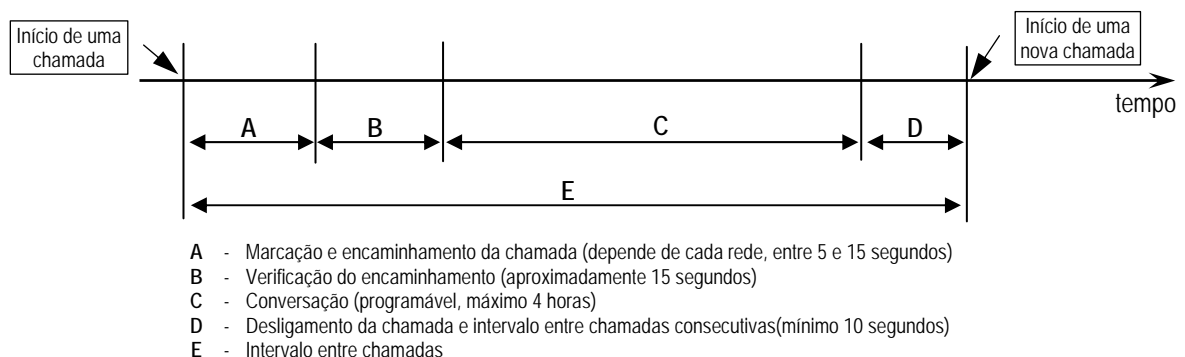 Início de uma
chamada
Início de uma
nova chamada
tempo
A
B
C
D
E
A - Marcação e encaminhamento da chamada (depende de cada rede, entre 5 e 15 segundos)
B - Verificação do encaminhamento (aproximadamente 15 segundos)
C - Conversação (programável, máximo 4 horas)
D - Desligamento da chamada e intervalo entre chamadas consecutivas(mínimo 10 segundos)
E - Intervalo entre chamadas